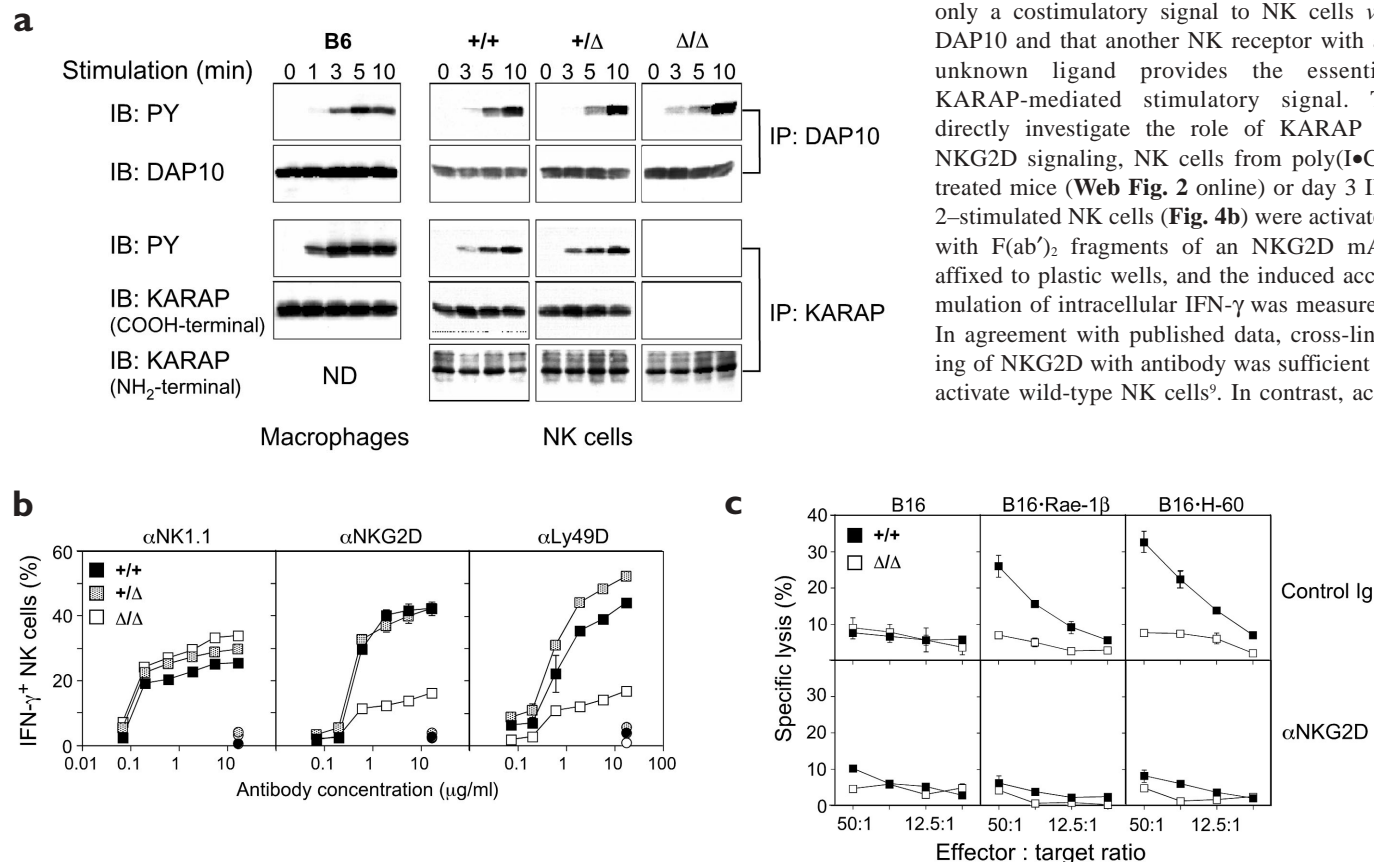 a
B6 +/+ +/Δ Δ/Δ
Stimulation (min) 0 1 3 5 10 0 3 5 10 0 3 5 10 0 3 5 10
IB: PY
IB: DAP10
IP: DAP10
IB: PY
IB: KARAP
(COOH-terminal)
IP: KARAP
IB: KARAP
(NH2-terminal)
ND
Macrophages NK cells
only a costimulatory signal to NK cells
DAP10 and that another NK receptor with
unknown ligand provides the
KARAP-mediated stimulatory signal.
directly investigate the role of KARAP
NKG2D signaling, NK cells from poly(I•C
treated mice (Web Fig. 2 online) or day 3
2–stimulated NK cells (Fig. 4b) were
with F(ab′)2 fragments of an NKG2D
affixed to plastic wells, and the induced
mulation of intracellular IFN-γ was
In agreement with published data,
ing of NKG2D with antibody was sufficient
activate wild-type NK cells9. In contrast,
b
αNK1.1 αNKG2D αLy49D
+/+
+/Δ
Δ/Δ
IFN-γ+ NK cells (%)
60
40
20
0
0.01 0.1 1 10 0.1 1 10 0.1 1 10 100
Antibody concentration (μg/ml)
c
B16 B16·Rae-1β B16·H-60
+/+
Δ/Δ
Control Ig
αNKG2D
Specific lysis (%)
40
30
20
10
30
20
10
0
50:1 12.5:1 50:1 12.5:1 50:1 12.5:1
Effector : target ratio